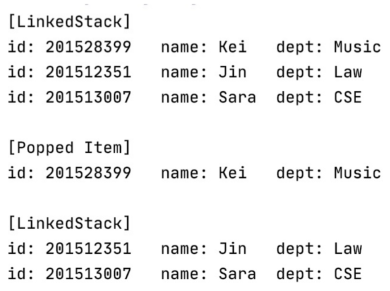 [LinkedStack]
id: 201528399   name: Kei   dept: Music
id: 201512351   name: Jin   dept: Law
id: 201513007   name: Sara  dept: CSE

[Popped Item]
id: 201528399   name: Kei   dept: Music

[LinkedStack]
id: 201512351   name: Jin   dept: Law
id: 201513007   name: Sara  dept: CSE